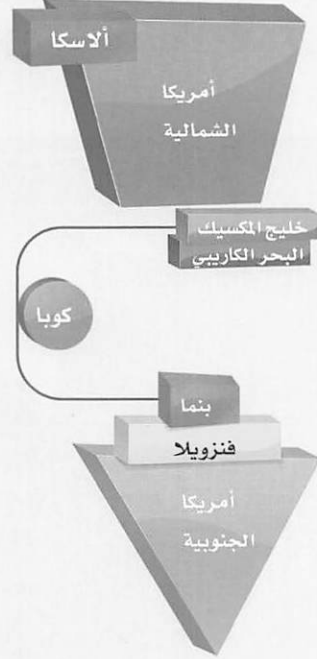 ألاسكا
أمريكا
الشمالية
خليج المكسيك
البحر الكاريبي
كوبا
بنما
فنزويلا
أمريكا
الجنوبية